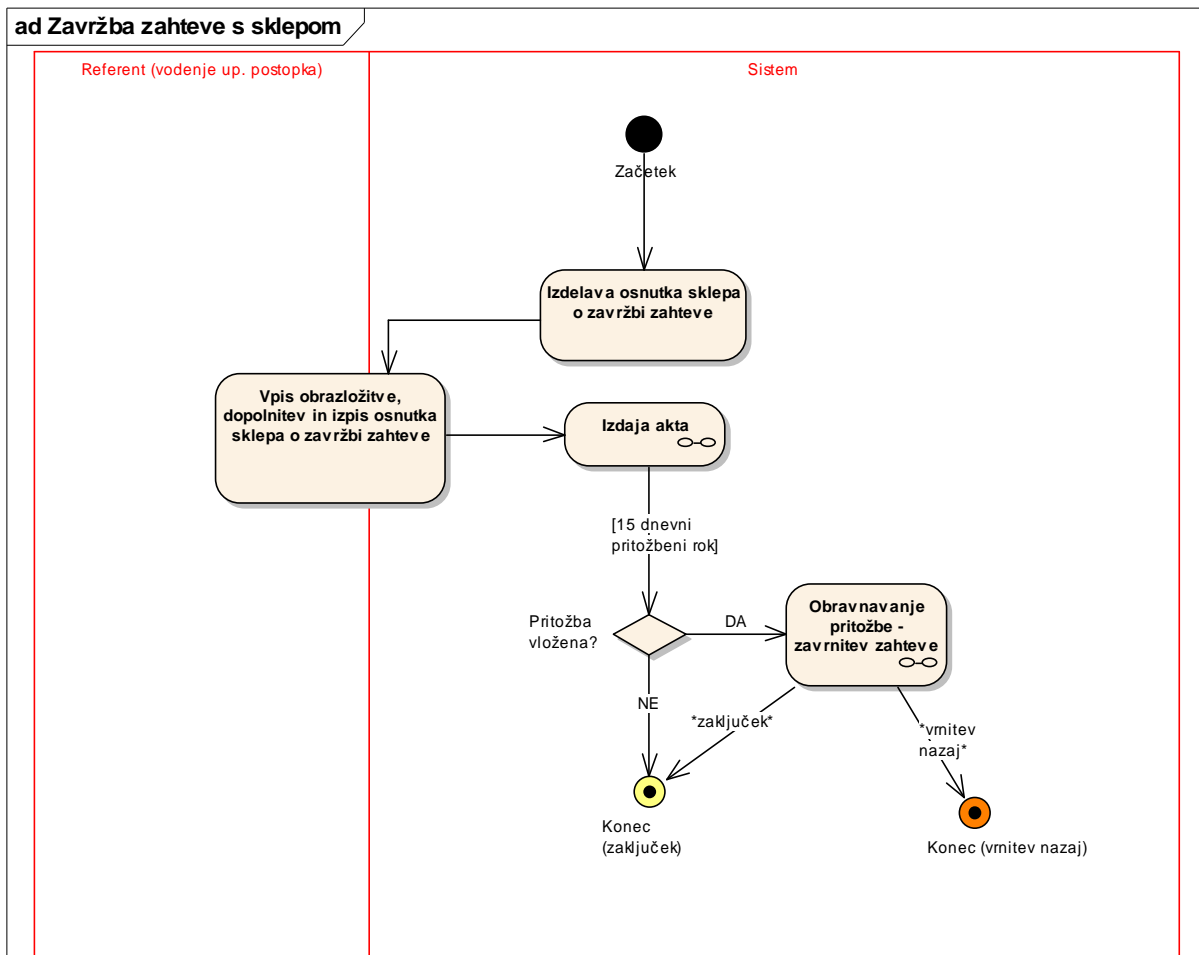 ad Zavržba zahteve s sklepom
Referent (vodenje up. postopka)
Sistem
Začetek
Izdelava osnutka sklepa
o zavržbi zahteve
Vpis obrazložitve,
dopolnitev in izpis osnutka
sklepa o zavržbi zahteve
Izdaja akta
[15 dnevni
pritožbeni rok]
Pritožba
vložena?
DA
Obravnavanje
pritožbe -
zavrnitev zahteve
NE
*zaključek*
*vrnitev
nazaj*
Konec
(zaključek)
Konec (vrnitev nazaj)